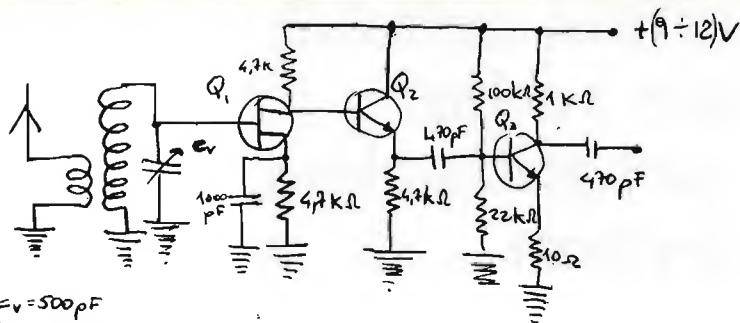 +(9÷12)V
4,7K
Q₁
Q₂
100kΩ
1KΩ
Q₃
470pF
470pF
Cv
1000
pF
4,7kΩ
4,7kΩ
22kΩ
10Ω
Cv=500pF